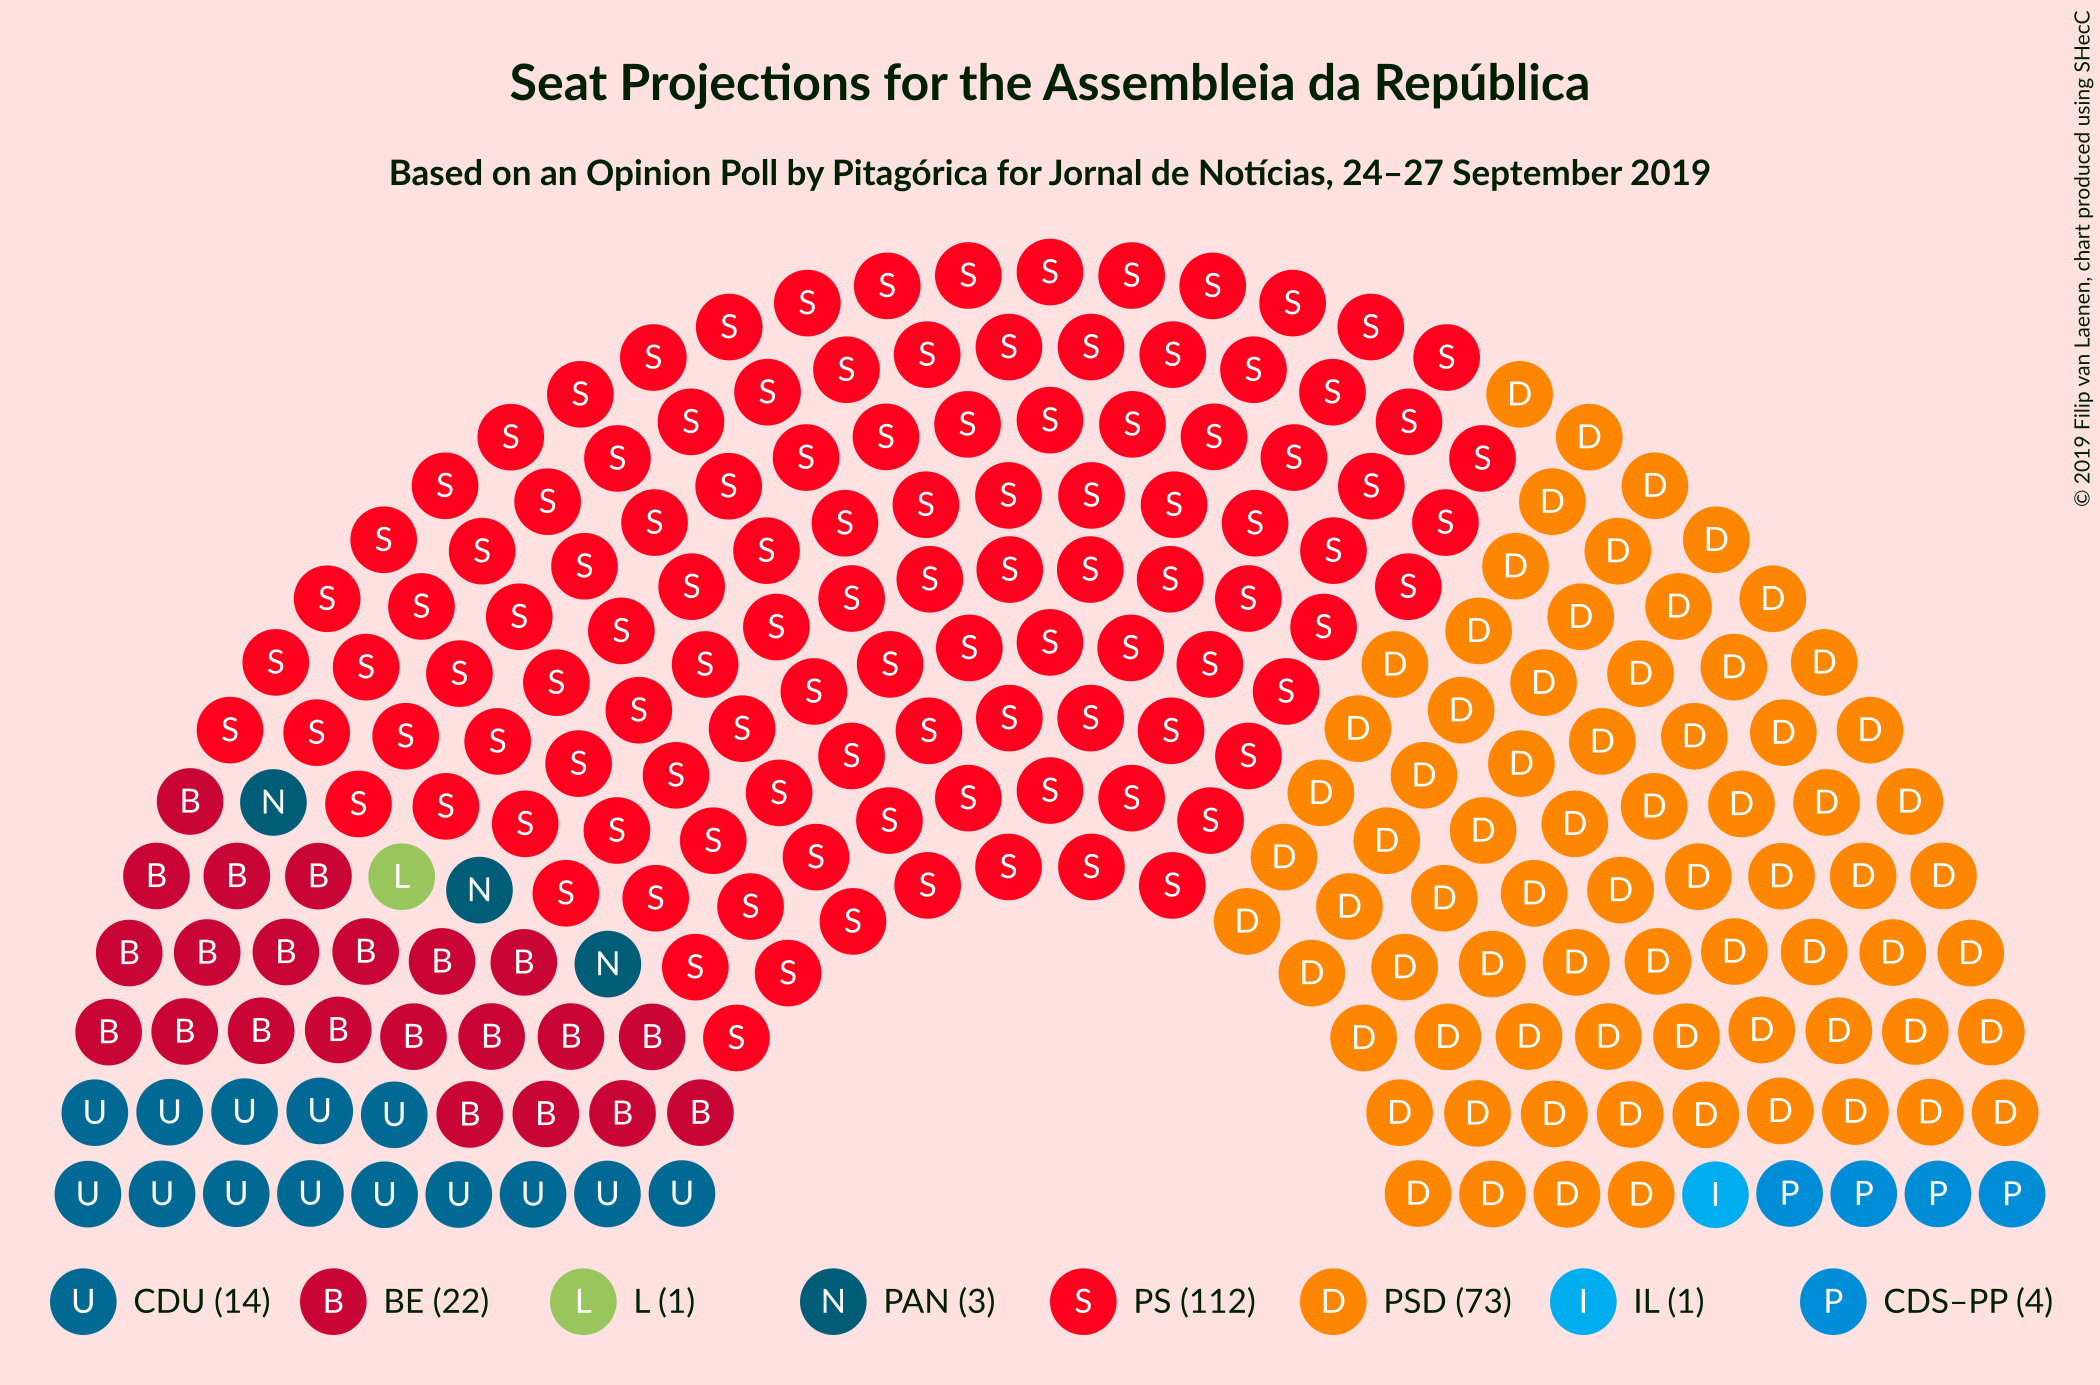 Seat Projections for the Assembleia da República
Based on an Opinion Poll by Pitagórica for Jornal de Notícias, 24–27 September 2019
© 2019 Filip van Laenen, chart produced using SHecC
S S S S S S S S S
S S S S S S S S S S S S S S S S S S D D
U CDU (14) B BE (22) L L (1) N PAN (3) S PS (112) D PSD (73) I IL (1) P CDS–PP (4)